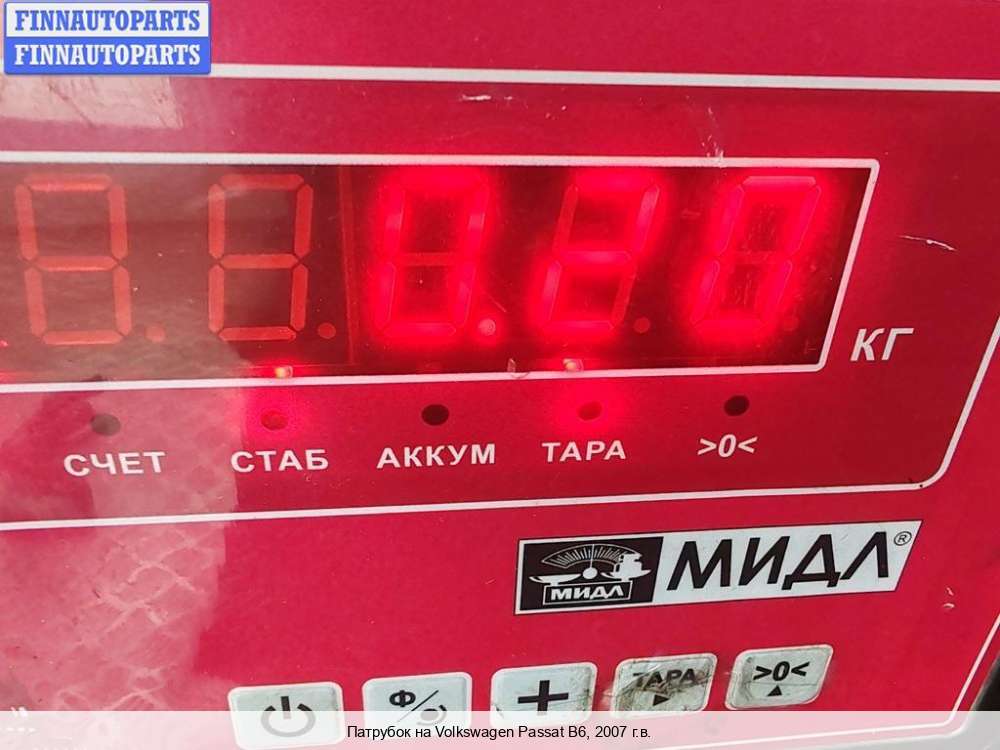 FINNAUTOPARTS
FINNAUTOPARTS
0.20
КГ
СЧЕТ СТАБ АККУМ ТАРА >0<
МИДЛ МИДЛ®
Ф/ + ТАРА >0<
Патрубок на Volkswagen Passat B6, 2007 г.в.